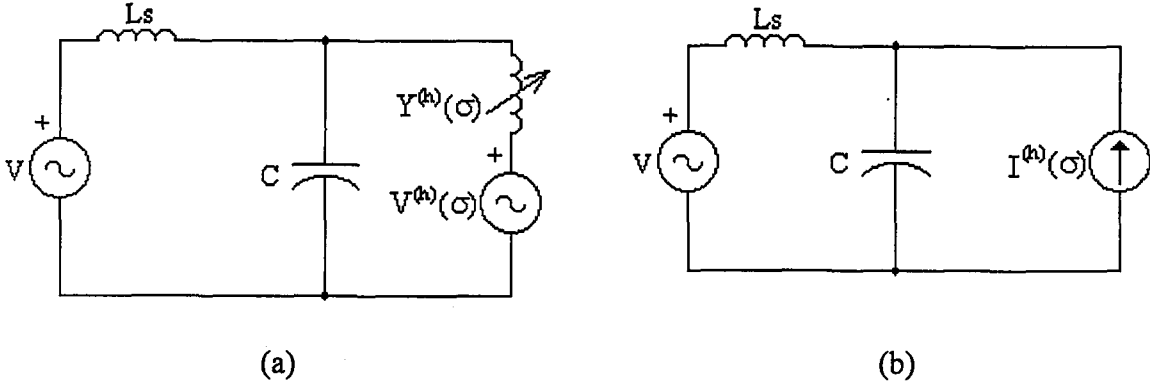 Ls
+
V
C
Y⁽ʰ⁾(σ)
+
V⁽ʰ⁾(σ)
(a)
Ls
+
V
C
I⁽ʰ⁾(σ)
(b)